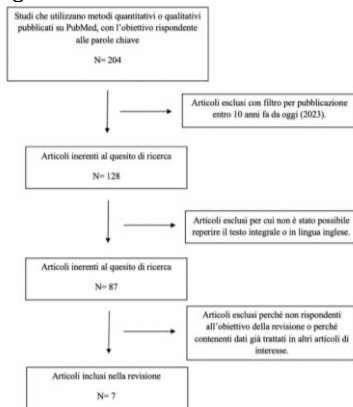 Studi che utilizzano metodi quantitativi o qualitativi
pubblicati su PubMed, con l'obiettivo rispondente
alle parole chiave
N= 204
Articoli esclusi con filtro per pubblicazione
entro 10 anni fa da oggi (2023).
Articoli inerenti al quesito di ricerca
N= 128
Articoli esclusi per cui non è stato possibile
reperire il testo integrale o in lingua inglese.
Articoli inerenti al quesito di ricerca
N= 87
Articoli esclusi perché non rispondenti
all'obiettivo della revisione o perché
contenenti dati già trattati in altri articoli di
interesse.
Articoli inclusi nella revisione
N= 7